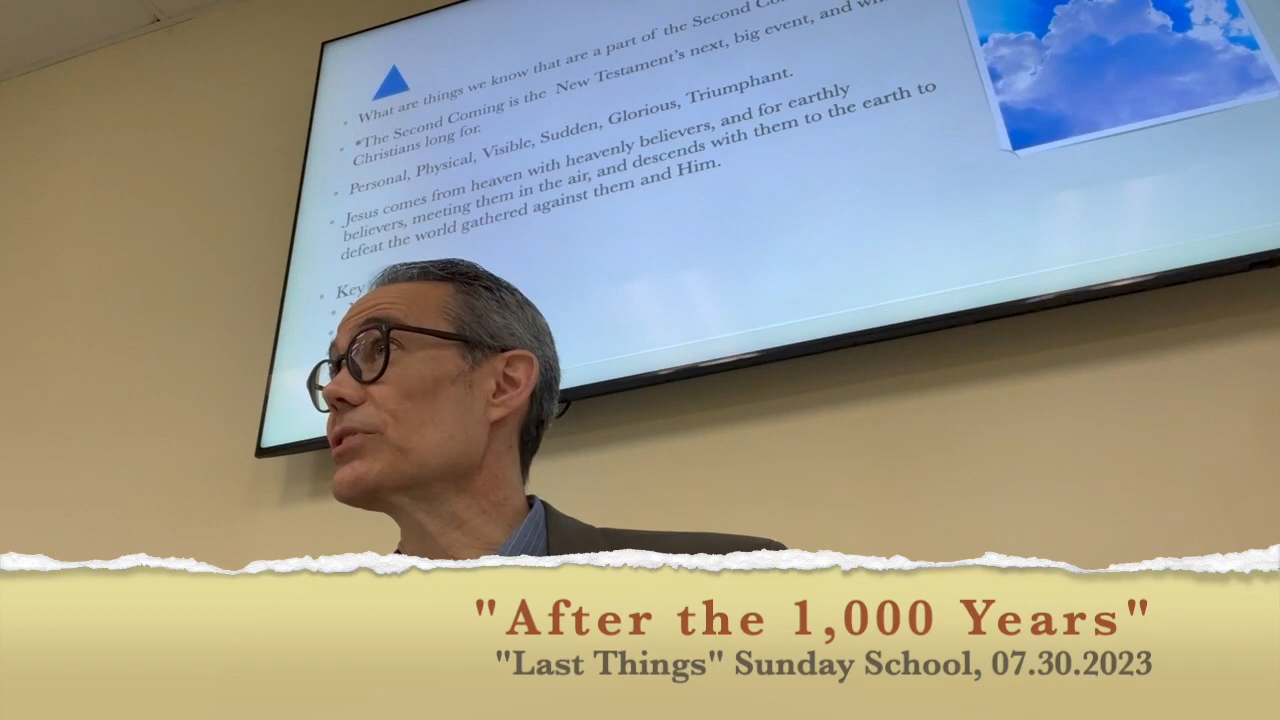 What are things we know that are a part of the Second
*The Second Coming is the New Testament's next, big event, and
Christians long for.
Personal, Physical, Visible, Sudden, Glorious, Triumphant.
Jesus comes from heaven with heavenly believers, and for earthly
believers, meeting them in the air, and descends with them to the earth to
defeat the world gathered against them and Him.
Key
"After the 1,000 Years"
"Last Things" Sunday School, 07.30.2023